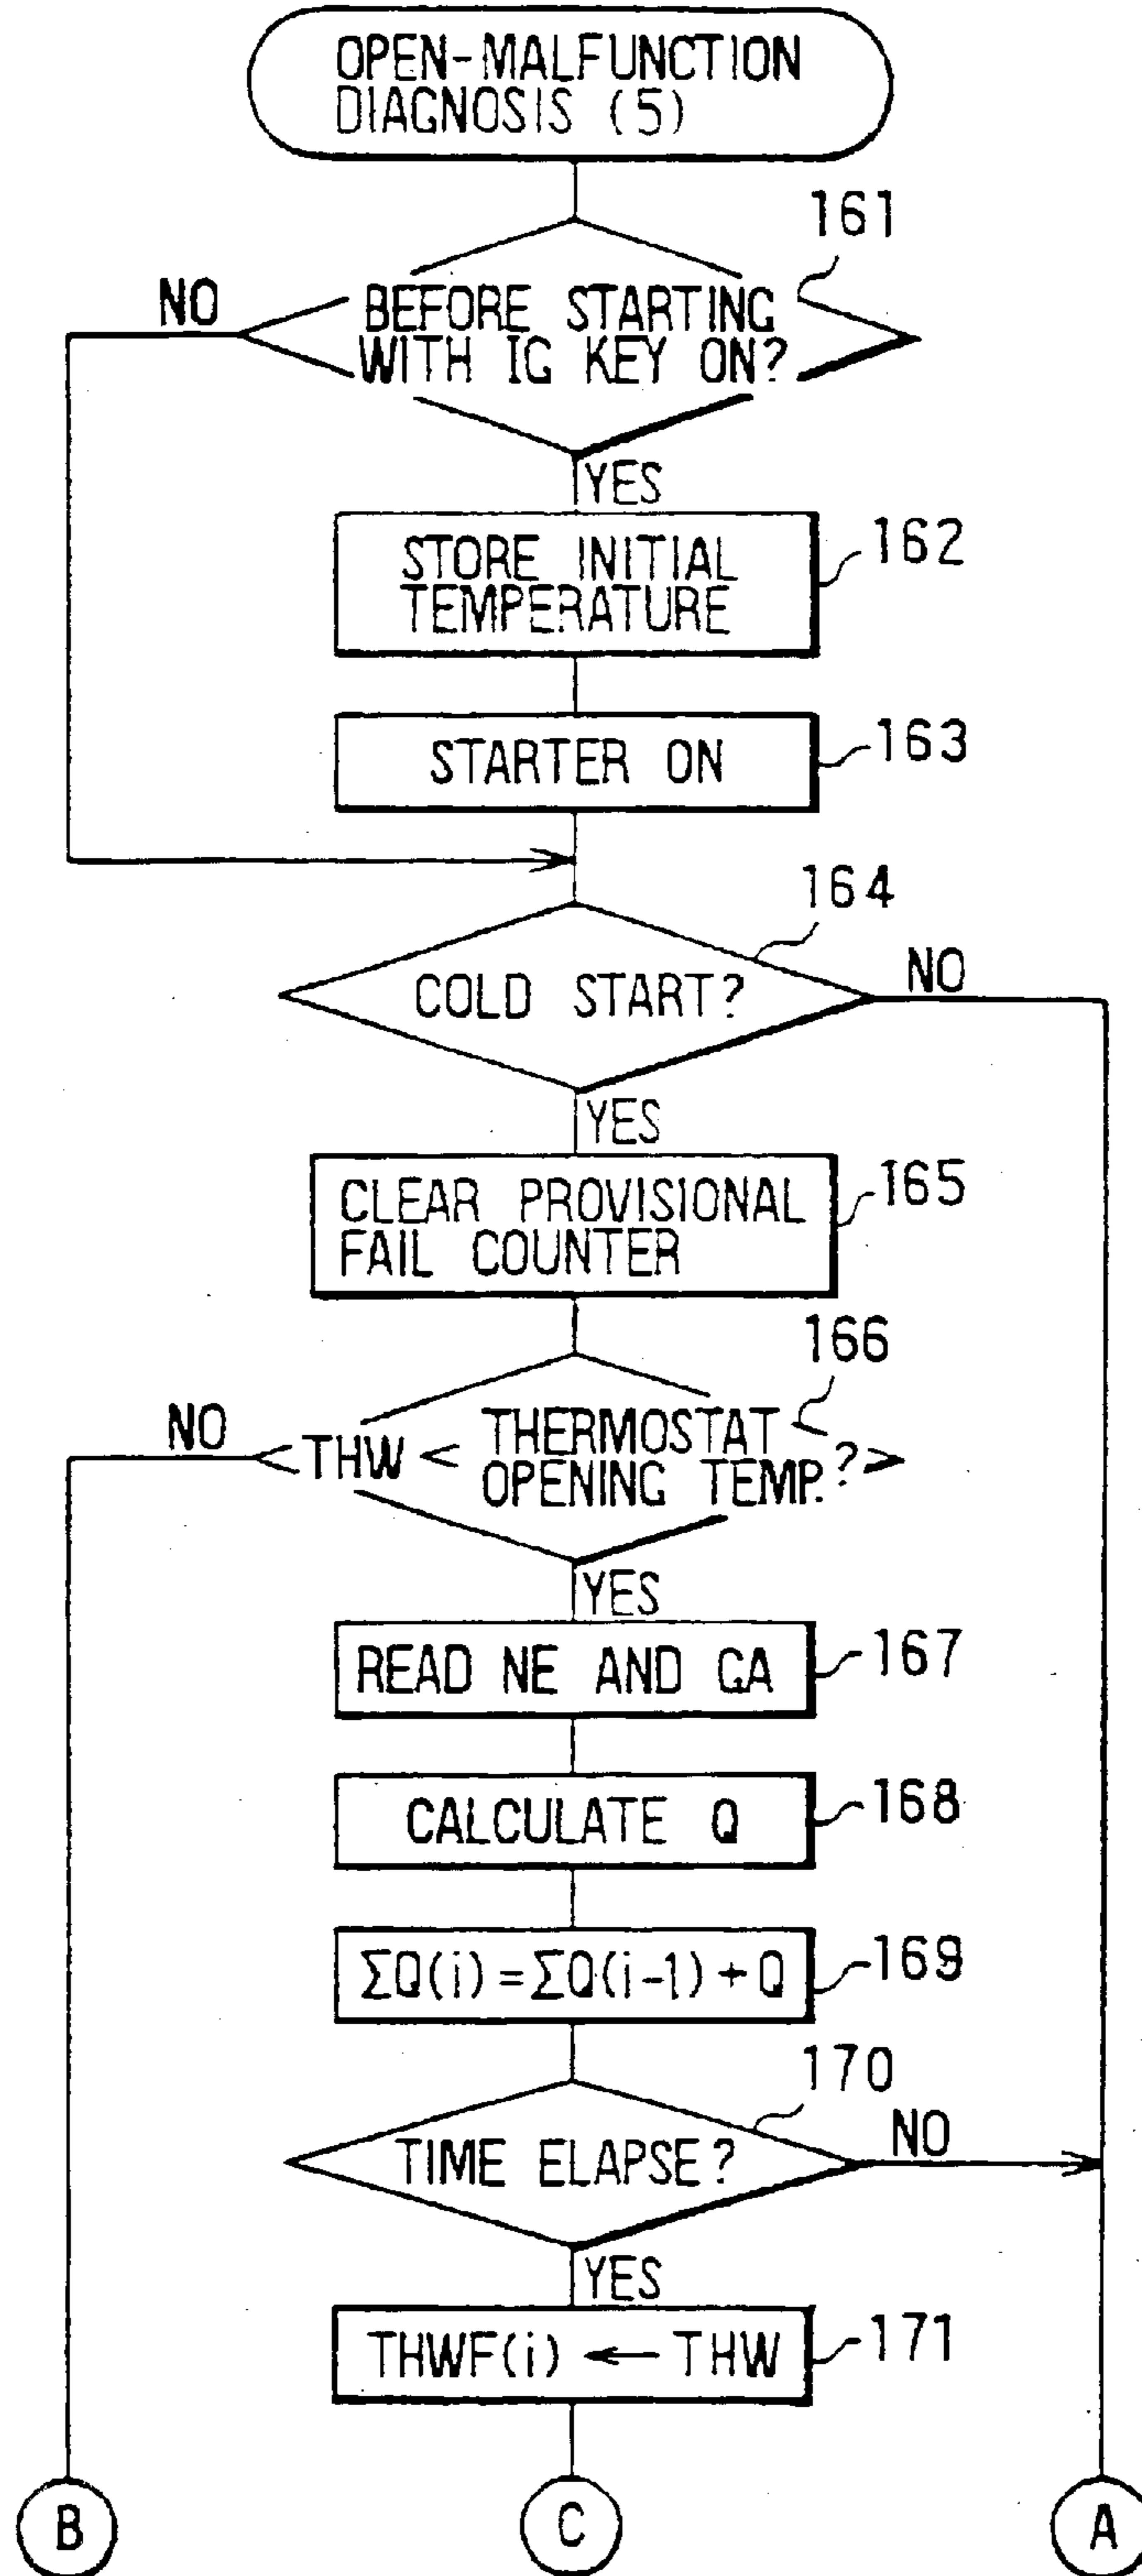 OPEN-MALFUNCTION
DIAGNOSIS (5)
161
NO
BEFORE STARTING
WITH IG KEY ON?
YES
STORE INITIAL
TEMPERATURE
162
STARTER ON
163
164
COLD START?
NO
YES
CLEAR PROVISIONAL
FAIL COUNTER
165
166
NO
THW < THERMOSTAT
OPENING TEMP.?
YES
READ NE AND GA
167
CALCULATE Q
168
ΣQ(i) = ΣQ(i-1) + Q
169
170
TIME ELAPSE?
NO
YES
THWF(i) ← THW
171
B
C
A